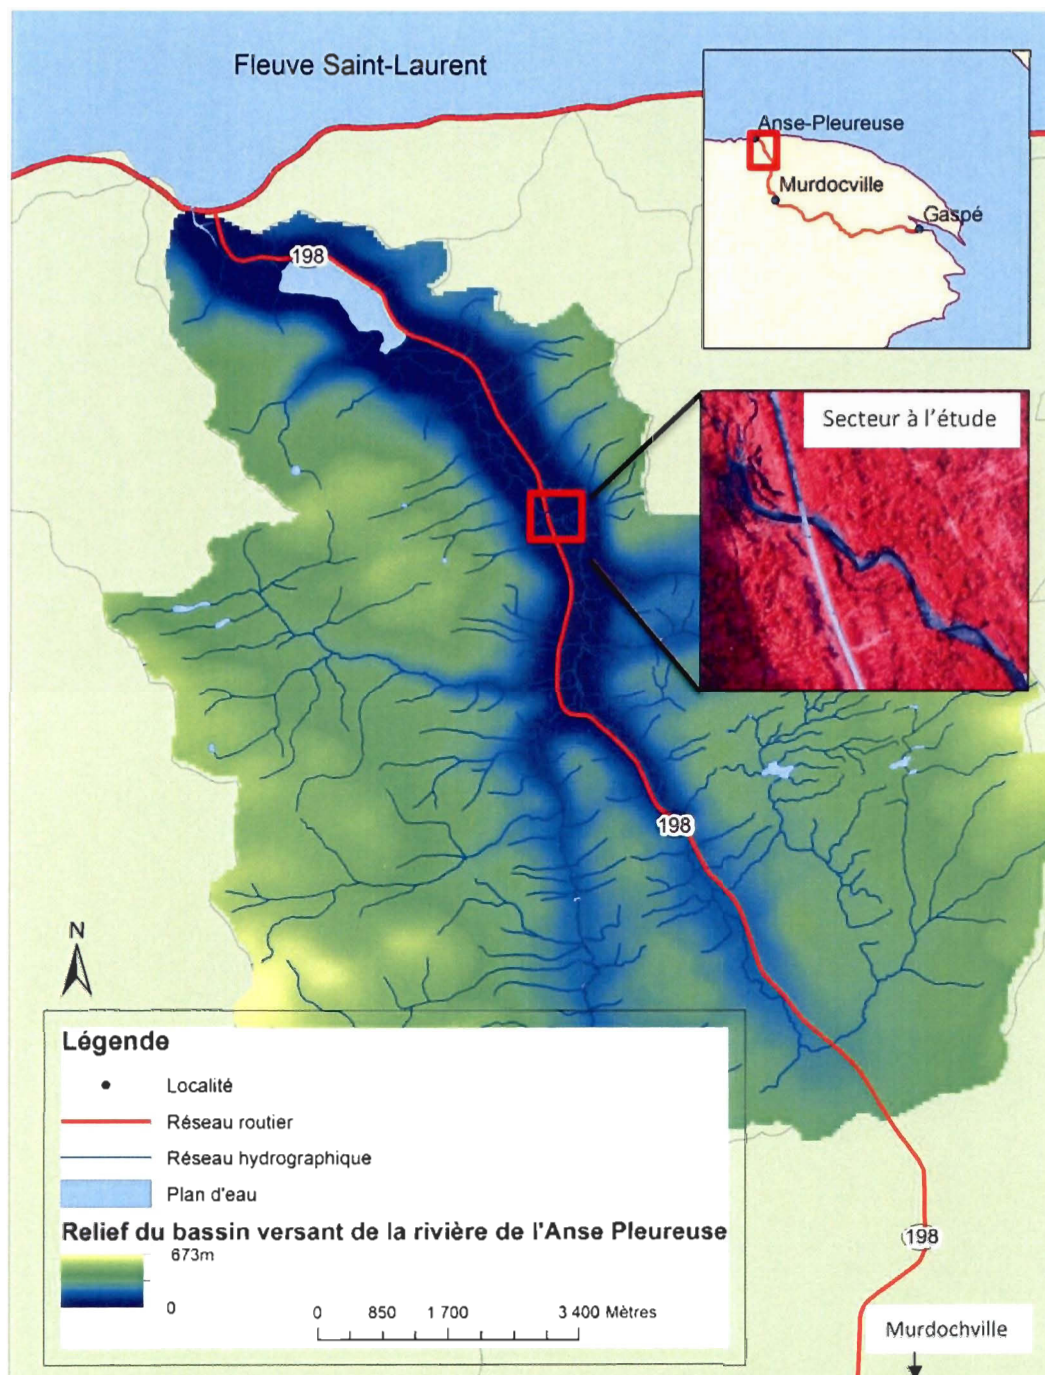 Fleuve Saint-Laurent
Anse-Pleureuse
Murdocville
Gaspé
198
Secteur à l'étude
198
N
Légende
Localité
Réseau routier
Réseau hydrographique
Plan d'eau
Relief du bassin versant de la rivière de l'Anse Pleureuse
673m
0
0 850 1 700 3 400 Mètres
198
Murdochville